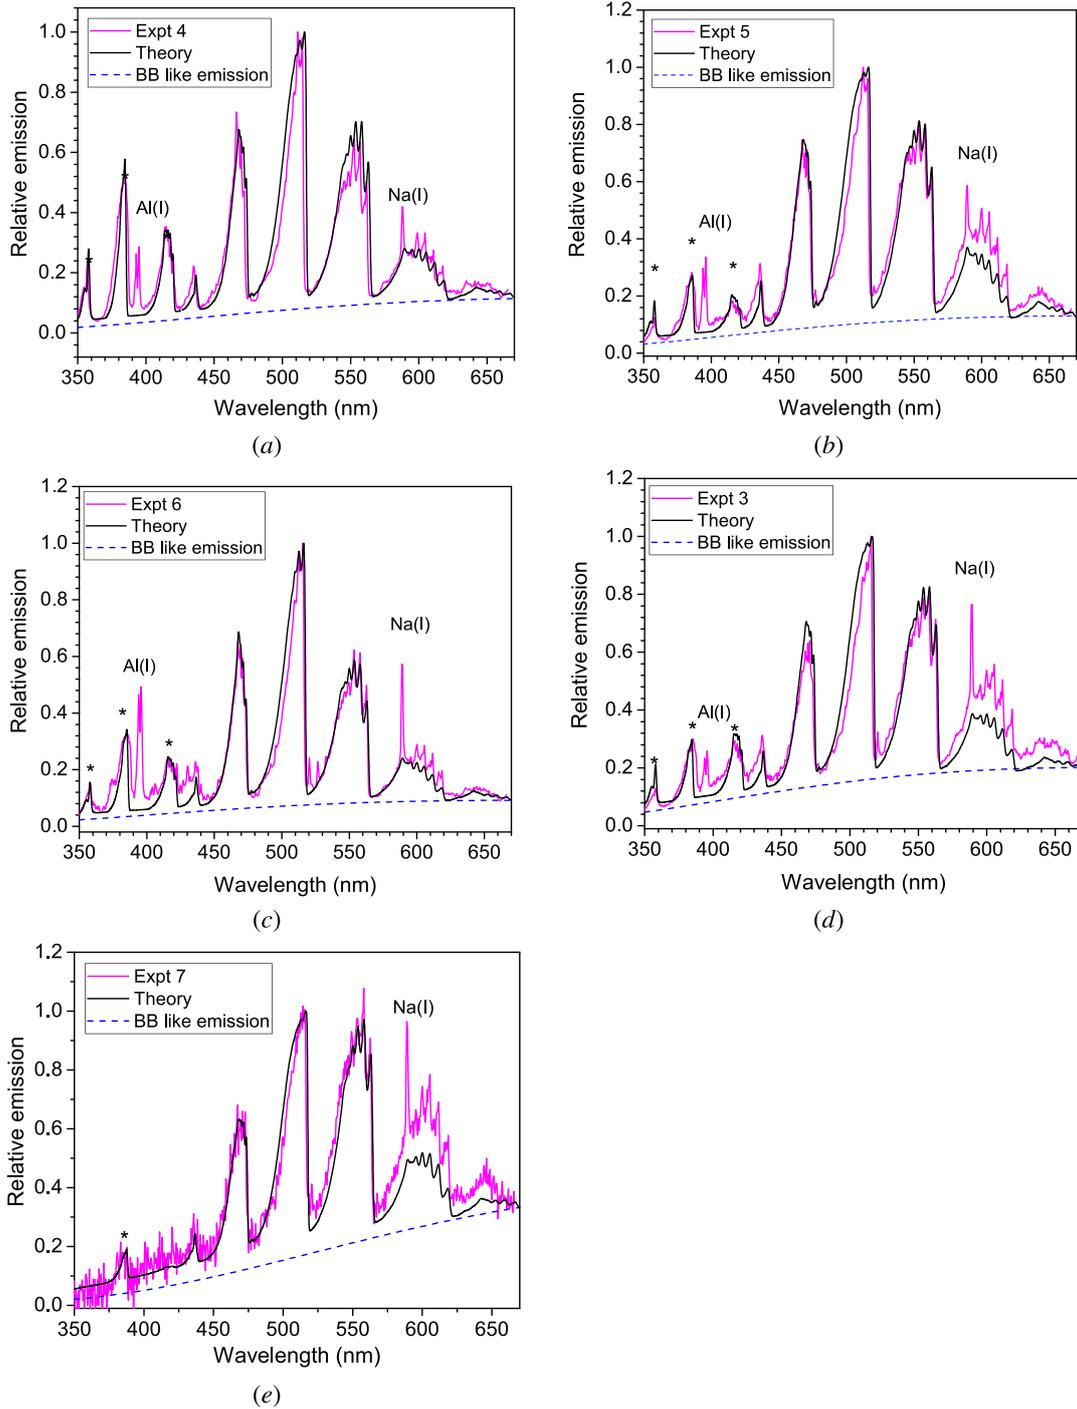 Expt 4
Theory
BB like emission
Al(I)
Na(I)
*
*
*
1.0
0.8
0.6
0.4
0.2
0.0
Relative emission
350 400 450 500 550 600 650
Wavelength (nm)
(a)
Expt 5
Theory
BB like emission
Al(I)
Na(I)
*
*
*
1.2
1.0
0.8
0.6
0.4
0.2
0.0
Relative emission
350 400 450 500 550 600 650
Wavelength (nm)
(b)
Expt 6
Theory
BB like emission
Al(I)
Na(I)
*
*
*
1.2
1.0
0.8
0.6
0.4
0.2
0.0
Relative emission
350 400 450 500 550 600 650
Wavelength (nm)
(c)
Expt 3
Theory
BB like emission
Al(I)
Na(I)
*
*
*
1.2
1.0
0.8
0.6
0.4
0.2
0.0
Relative emission
350 400 450 500 550 600 650
Wavelength (nm)
(d)
Expt 7
Theory
BB like emission
Na(I)
*
1.2
1.0
0.8
0.6
0.4
0.2
0.0
Relative emission
350 400 450 500 550 600 650
Wavelength (nm)
(e)